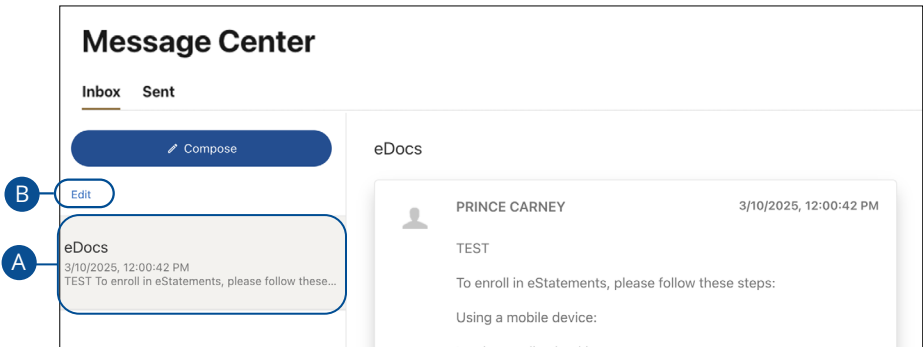 Message Center
Inbox Sent
Compose
eDocs
B
Edit
PRINCE CARNEY 3/10/2025, 12:00:42 PM
A
eDocs
3/10/2025, 12:00:42 PM
TEST To enroll in eStatements, please follow these...
TEST
To enroll in eStatements, please follow these steps:
Using a mobile device: